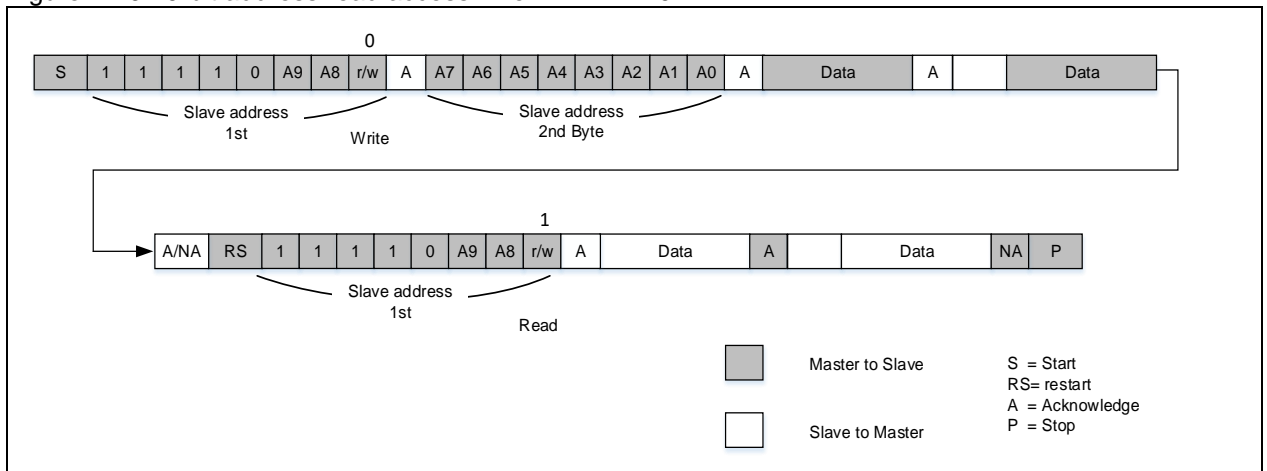 0
S 1 1 1 1 0 A9 A8 r/w A A7 A6 A5 A4 A3 A2 A1 A0 A Data A Data
Slave address
1st
Write
Slave address
2nd Byte
1
A/NA RS 1 1 1 1 0 A9 A8 r/w A Data A Data NA P
Slave address
1st
Read
Master to Slave
Slave to Master
S = Start
RS= restart
A = Acknowledge
P = Stop